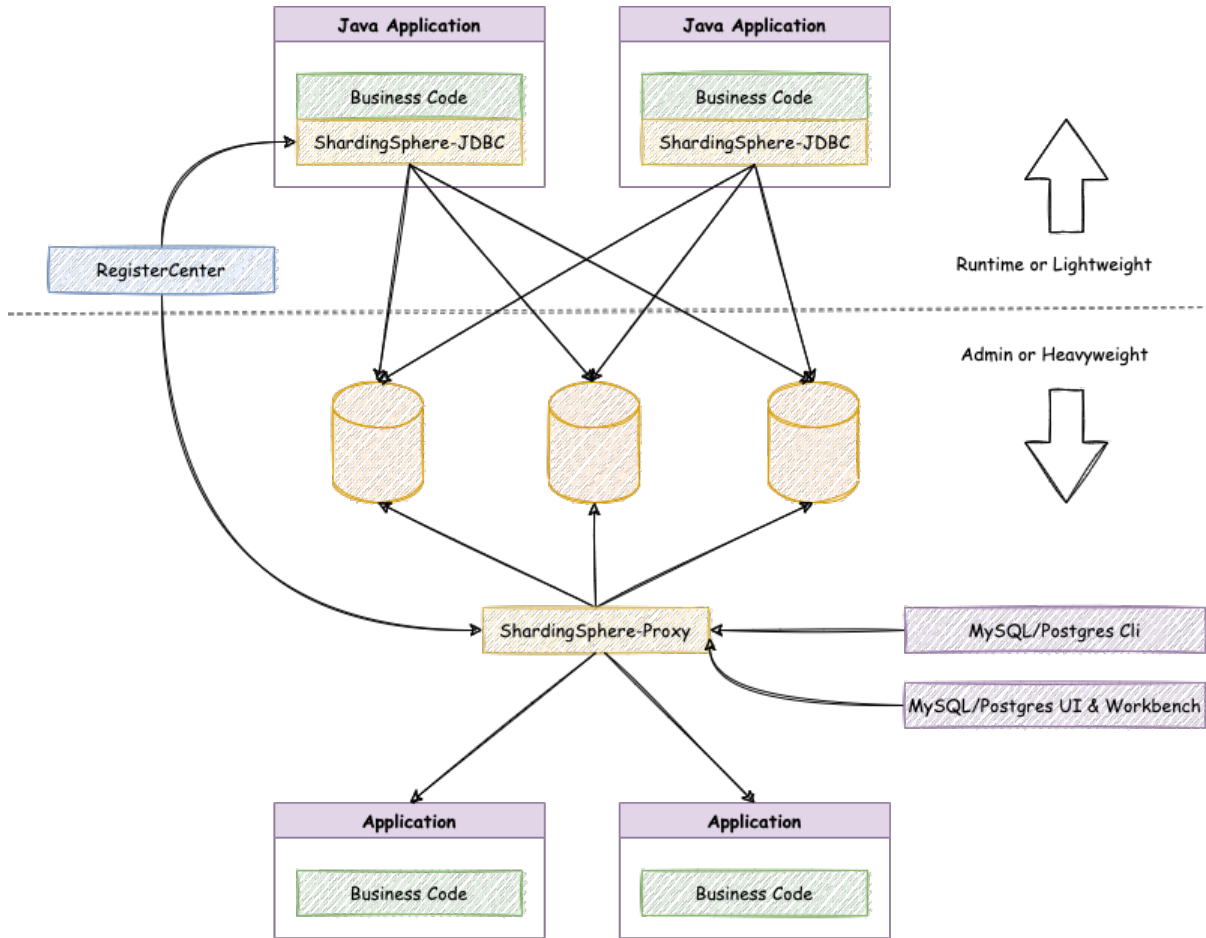 Java Application
Java Application
Business Code
Business Code
ShardingSphere-JDBC
ShardingSphere-JDBC
RegisterCenter
Runtime or Lightweight
Admin or Heavyweight
ShardingSphere-Proxy
MySQL/Postgres Cli
MySQL/Postgres UI & Workbench
Application
Application
Business Code
Business Code